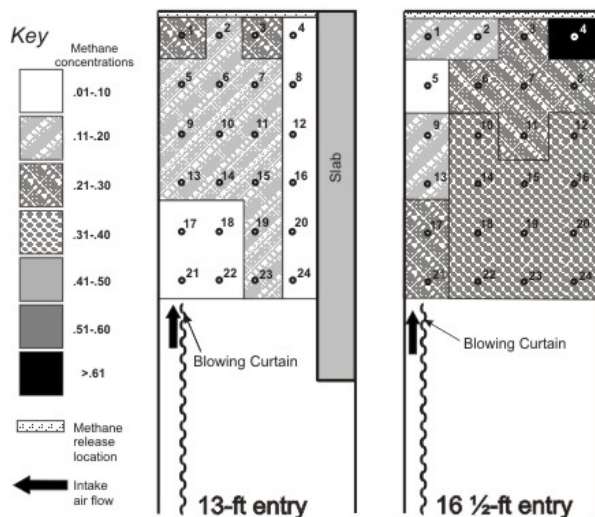 Key
Methane
concentrations
.01-.10
.11-.20
.21-.30
.31-.40
.41-.50
.51-.60
>.61
Methane
release
location
Intake
air flow
1 2 3 4
5 6 7 8
9 10 11 12
13 14 15 16
17 18 19 20
21 22 23 24
Slab
Blowing Curtain
13-ft entry
1 2 3 4
5 6 7 8
9 10 11 12
13 14 15 16
17 18 19 20
21 22 23 24
Blowing Curtain
16 ½-ft entry